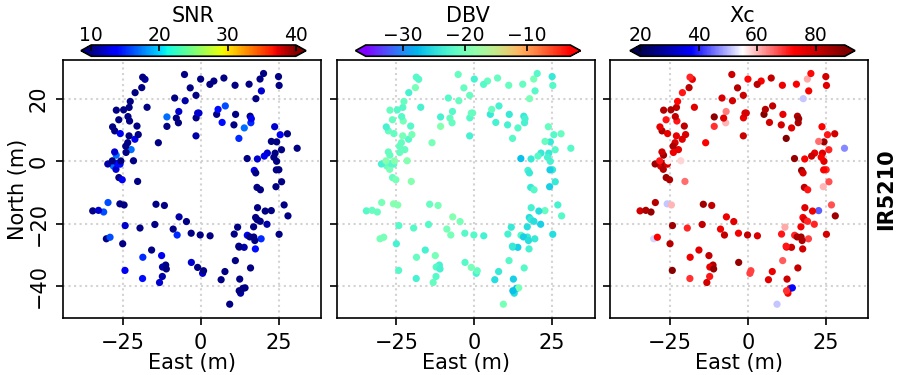 SNR DBV Xc
10 20 30 40 −30 −20 −10 20 40 60 80
20
0
−20
−40
North (m)
−25 0 25 −25 0 25 −25 0 25
East (m) East (m) East (m)
IR5210